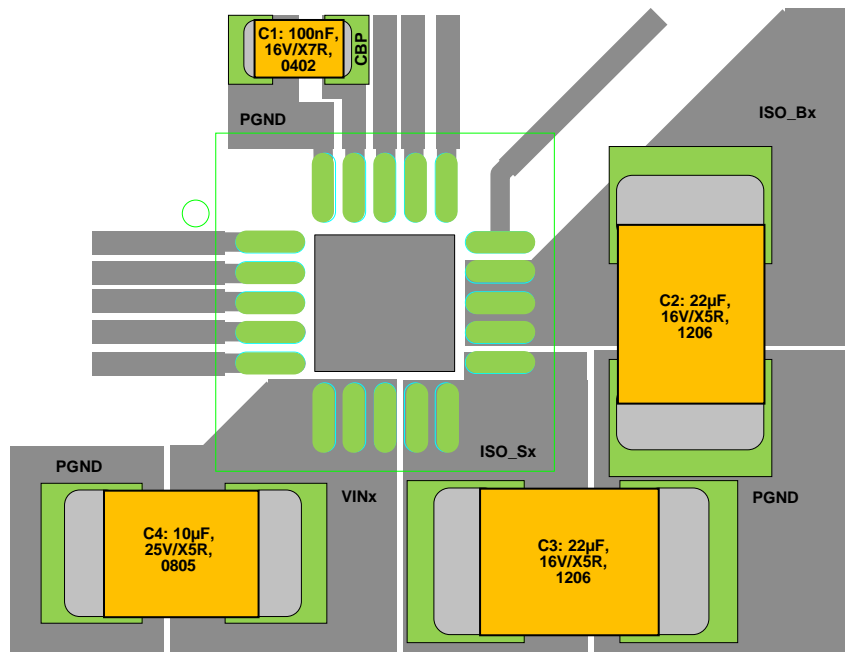 C1: 100nF,
16V/X7R,
0402
CBP
PGND
ISO_Bx
C2: 22µF,
16V/X5R,
1206
ISO_Sx
PGND
VINx
PGND
C4: 10µF,
25V/X5R,
0805
C3: 22µF,
16V/X5R,
1206